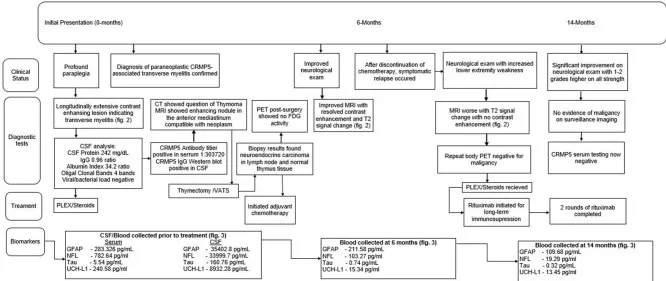 Initial Presentation (0-months)
6-Months
14-Months
Clinical
Status
Profound
paraplegia
Diagnosis of paraneoplastic CRMP5-
associated transverse myelitis confirmed
Improved
neurological
exam
After discontinuation of
chemotherapy, symptomatic
relapse occured
Neurological exam with increased
lower extremity weakness
Significant improvement on
neurological exam with 1-2
grades higher on all strength
Diagnostic
tests
Longitudinally extensive contrast
enhancing lesion indicating
transverse myelitis (fig. 2)
CSF analysis:
CSF Protein 242 mg/dL
IgG 0.96 ratio
Albumin Index 34.2 ratio
Oligal Clonal Bands 4 bands
Viral/bacterial load negative
CT showed question of Thymoma
MRI showed enhancing nodule in
the anterior mediastinum
compatible with neoplasm
CRMP5 Antibody titer
positive in serum 1:303720
CRMP5 IgG Western blot
positive in CSF
PET post-surgery
showed no FDG
activity
Biopsy results found
neuroendocrine carcinoma
in lymph node and normal
thymus tissue
Improved MRI with
resolved contrast
enhancement and T2
signal change (fig. 2)
MRI worse with T2 signal
change with no contrast
enhancement (fig. 2)
Repeat body PET negative for
maligancy
No evidence of maligancy
on surveillance imaging
CRMP5 serum testing now
negative
Treament
PLEX/Steroids
Thymectomy /VATS
Initiated adjuvant
chemotherapy
PLEX/Steroids recieved
Rituximab initiated for
long-term
immunosupression
2 rounds of rituximab
completed
Biomarkers
CSF/Blood collected prior to treatment (fig. 3)
Serum
GFAP - 283.326 pg/mL
NFL - 782.64 pg/mL
Tau - 5.54 pg/mL
UCH-L1 - 240.58 pg/mL
CSF
GFAP - 35402.8 pg/mL
NFL - 33999.7 pg/mL
Tau - 160.76 pg/mL
UCH-L1 - 8932.28 pg/mL
Blood collected at 6 months (fig. 3)
GFAP - 211.58 pg/mL
NFL - 103.27 pg/mL
Tau - 0.74 pg/mL
UCH-L1 - 15.34 pg/mL
Blood collected at 14 months (fig. 3)
GFAP - 109.68 pg/mL
NFL - 19.29 pg/mL
Tau - 0.32 pg/mL
UCH-L1 - 13.45 pg/mL